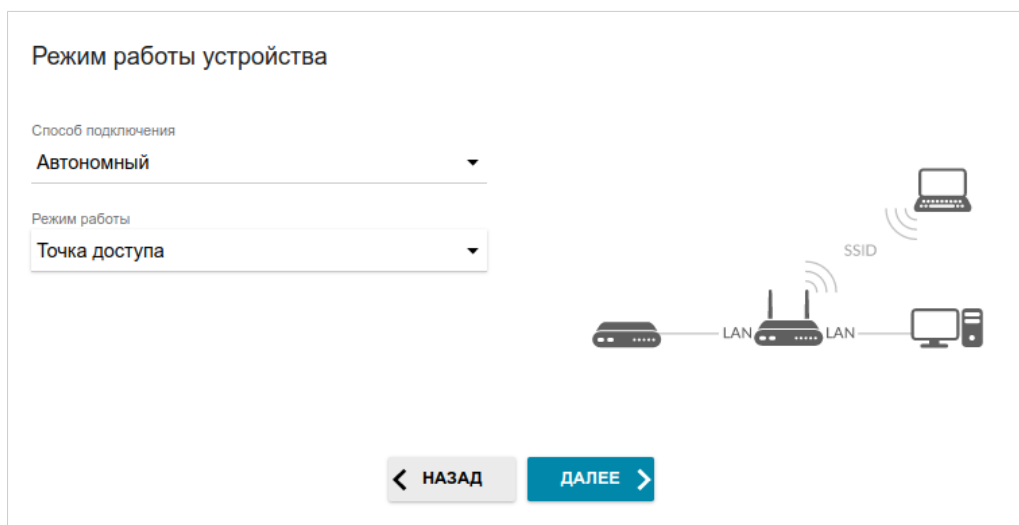 Режим работы устройства
Способ подключения
Автономный
Режим работы
Точка доступа
SSID
LAN
LAN
НАЗАД
ДАЛЕЕ